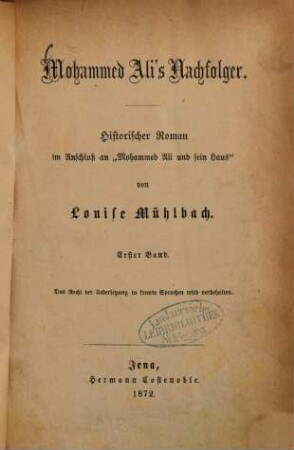 Mohammed Ali's Nachfolger.
Historischer Roman
im Anschluß an „Mohammed Ali und sein Haus“
von
Louise Mühlbach.
Erster Band.
Das Recht der Uebersetzung in fremde Sprachen wird vorbehalten.
LEIHBIBLIOTHEK
Jena,
Hermann Costenoble.
1872.